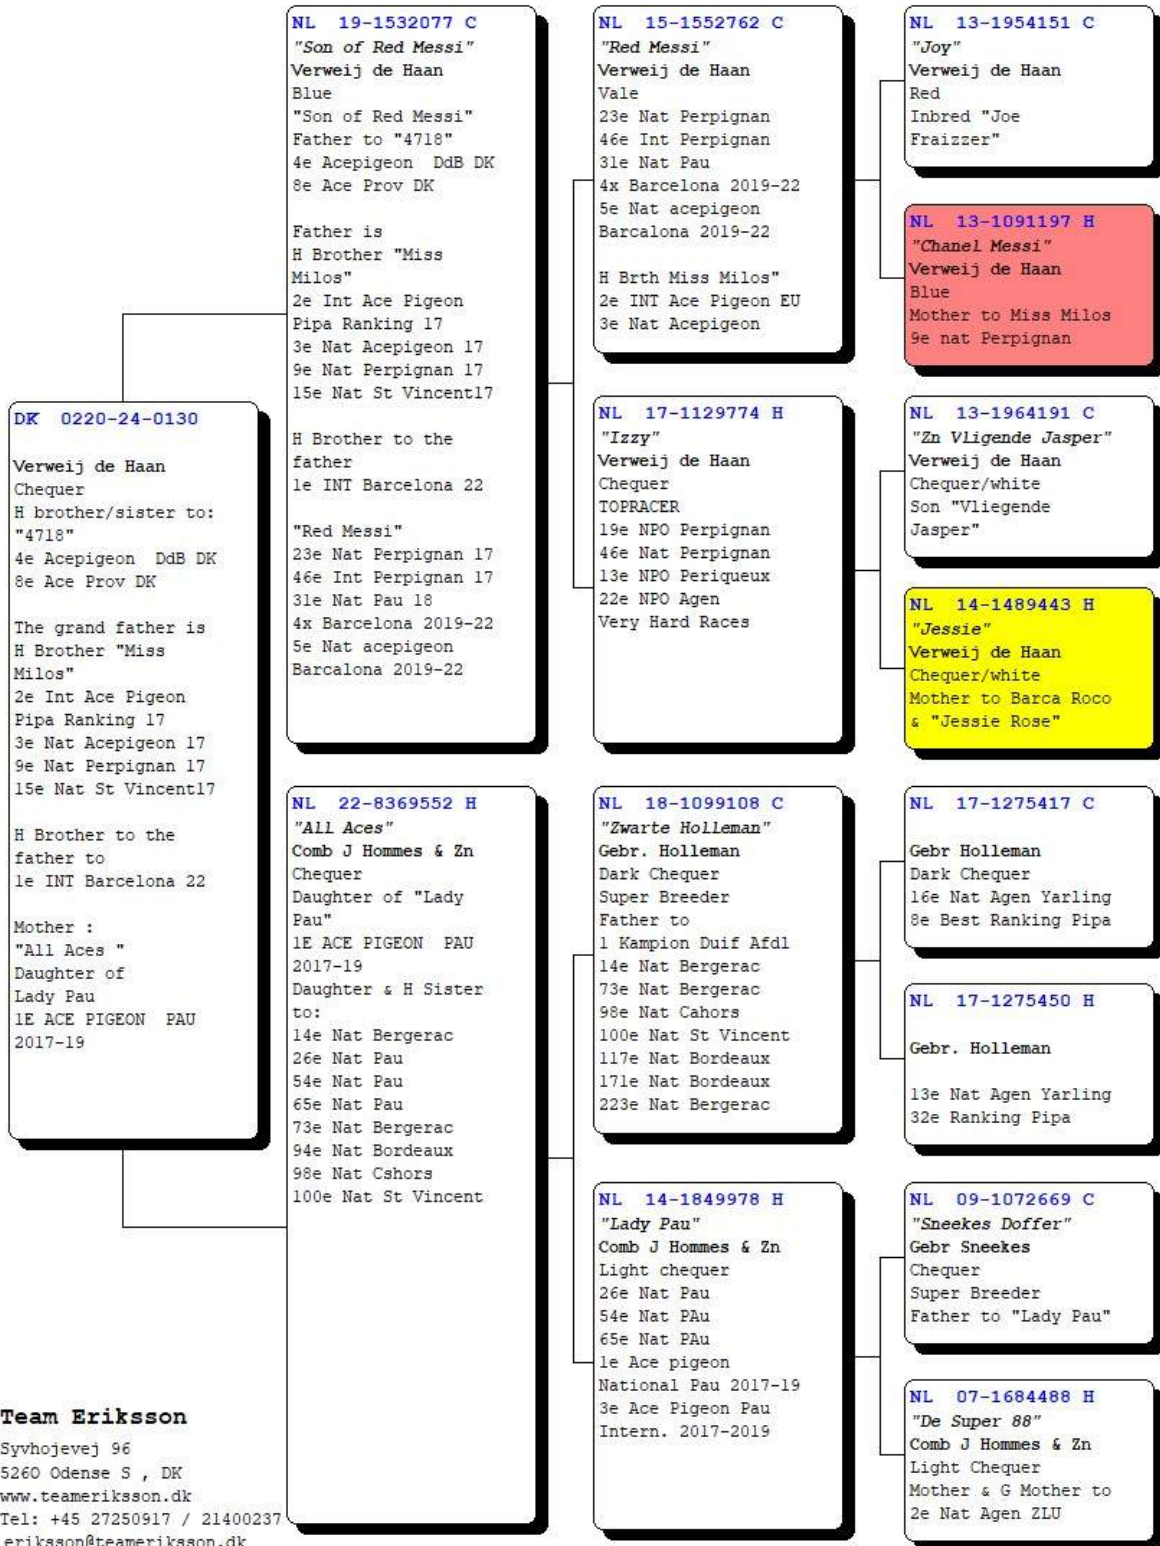 DK 0220-24-0130
Verweij de Haan
Chequer
H brother/sister to:
"4718"
4e Acepigeon DdB DK
8e Ace Prov DK
The grand father is
H Brother "Miss
Milos"
2e Int Ace Pigeon
Pipa Ranking 17
3e Nat Acepigeon 17
9e Nat Perpignan 17
15e Nat St Vincent17
H Brother to the
father to
1e INT Barcelona 22
Mother :
"All Aces "
Daughter of
Lady Pau
1E ACE PIGEON PAU
2017-19
NL 19-1532077 C
"Son of Red Messi"
Verweij de Haan
Blue
"Son of Red Messi"
Father to "4718"
4e Acepigeon DdB DK
8e Ace Prov DK
Father is
H Brother "Miss
Milos"
2e Int Ace Pigeon
Pipa Ranking 17
3e Nat Acepigeon 17
9e Nat Perpignan 17
15e Nat St Vincent17
H Brother to the
father
1e INT Barcelona 22
"Red Messi"
23e Nat Perpignan 17
46e Int Perpignan 17
31e Nat Pau 18
4x Barcelona 2019-22
5e Nat acepigeon
Barcalona 2019-22
NL 22-8369552 H
"All Aces"
Comb J Hommes & Zn
Chequer
Daughter of "Lady
Pau"
1E ACE PIGEON PAU
2017-19
Daughter & H Sister
to:
14e Nat Bergerac
26e Nat Pau
54e Nat Pau
65e Nat Pau
73e Nat Bergerac
94e Nat Bordeaux
98e Nat Cshors
100e Nat St Vincent
NL 15-1552762 C
"Red Messi"
Verweij de Haan
Vale
23e Nat Perpignan
46e Int Perpignan
31e Nat Pau
4x Barcelona 2019-22
5e Nat acepigeon
Barcalona 2019-22
H Brth Miss Milos"
2e INT Ace Pigeon EU
3e Nat Acepigeon
NL 17-1129774 H
"Izzy"
Verweij de Haan
Chequer
TOPRACER
19e NPO Perpignan
46e Nat Perpignan
13e NPO Periqueux
22e NPO Agen
Very Hard Races
NL 18-1099108 C
"Zwarte Holleman"
Gebr. Holleman
Dark Chequer
Super Breeder
Father to
1 Kampion Duif Afdl
14e Nat Bergerac
73e Nat Bergerac
98e Nat Cahors
100e Nat St Vincent
117e Nat Bordeaux
171e Nat Bordeaux
223e Nat Bergerac
NL 14-1849978 H
"Lady Pau"
Comb J Hommes & Zn
Light chequer
26e Nat Pau
54e Nat PAu
65e Nat PAu
1e Ace pigeon
National Pau 2017-19
3e Ace Pigeon Pau
Intern. 2017-2019
NL 13-1954151 C
"Joy"
Verweij de Haan
Red
Inbred "Joe
Fraizzer"
NL 13-1091197 H
"Chanel Messi"
Verweij de Haan
Blue
Mother to Miss Milos
9e nat Perpignan
NL 13-1964191 C
"Zn Vligende Jasper"
Verweij de Haan
Chequer/white
Son "Vliegende
Jasper"
NL 14-1489443 H
"Jessie"
Verweij de Haan
Chequer/white
Mother to Barca Roco
& "Jessie Rose"
NL 17-1275417 C
Gebr Holleman
Dark Chequer
16e Nat Agen Yarling
8e Best Ranking Pipa
NL 17-1275450 H
Gebr. Holleman
13e Nat Agen Yarling
32e Ranking Pipa
NL 09-1072669 C
"Sneekes Doffer"
Gebr Sneekes
Chequer
Super Breeder
Father to "Lady Pau"
NL 07-1684488 H
"De Super 88"
Comb J Hommes & Zn
Light Chequer
Mother & G Mother to
2e Nat Agen ZLU
Team Eriksson
Syvhojevej 96
5260 Odense S , DK
www.teameriksson.dk
Tel: +45 27250917 / 21400237
eriksson@teameriksson.dk